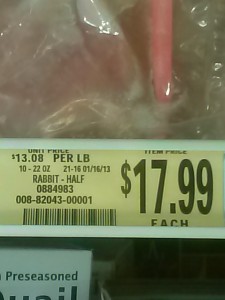 UNIT PRICE
$13.08 PER LB
10 - 22 OZ 21-16 01/16/13
RABBIT - HALF
0884983
008-82043-00001
ITEM PRICE
$17.99
EACH
Preseasoned
Quail